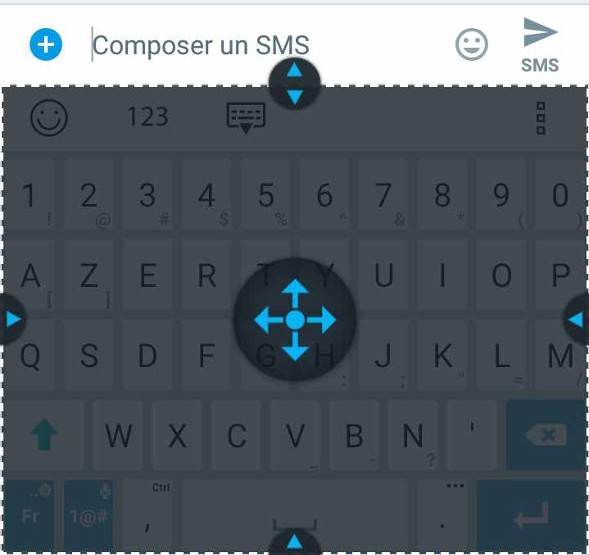 Composer un SMS
SMS
123
1 2 3 4 5 6 7 8 9 0
! @ # $ % ^ & * ( )
A Z E R T Y U I O P
[ ]
Q S D F G H J K L M
: ; " = /
W X C V B N '
_ - ?
Fr 1@# Ctrl , .